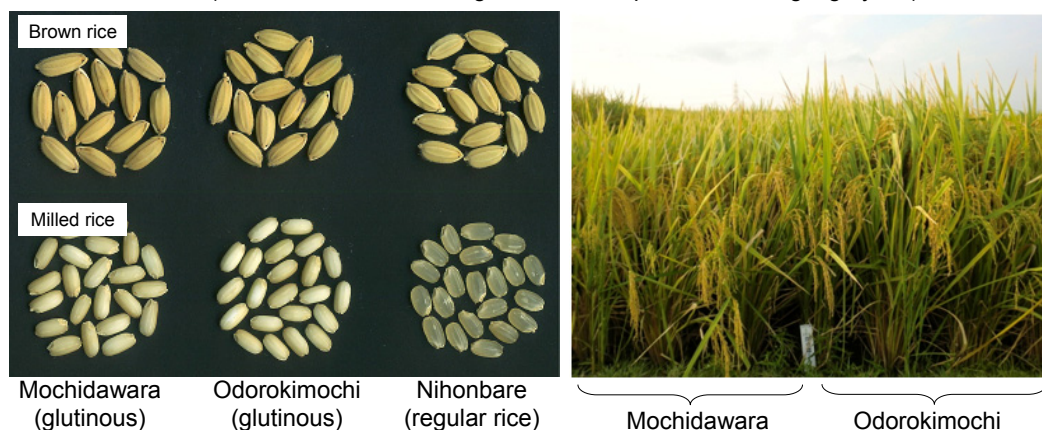 Brown rice
Milled rice
Mochidawara
(glutinous)
Odorokimochi
(glutinous)
Nihonbare
(regular rice)
Mochidawara
Odorokimochi